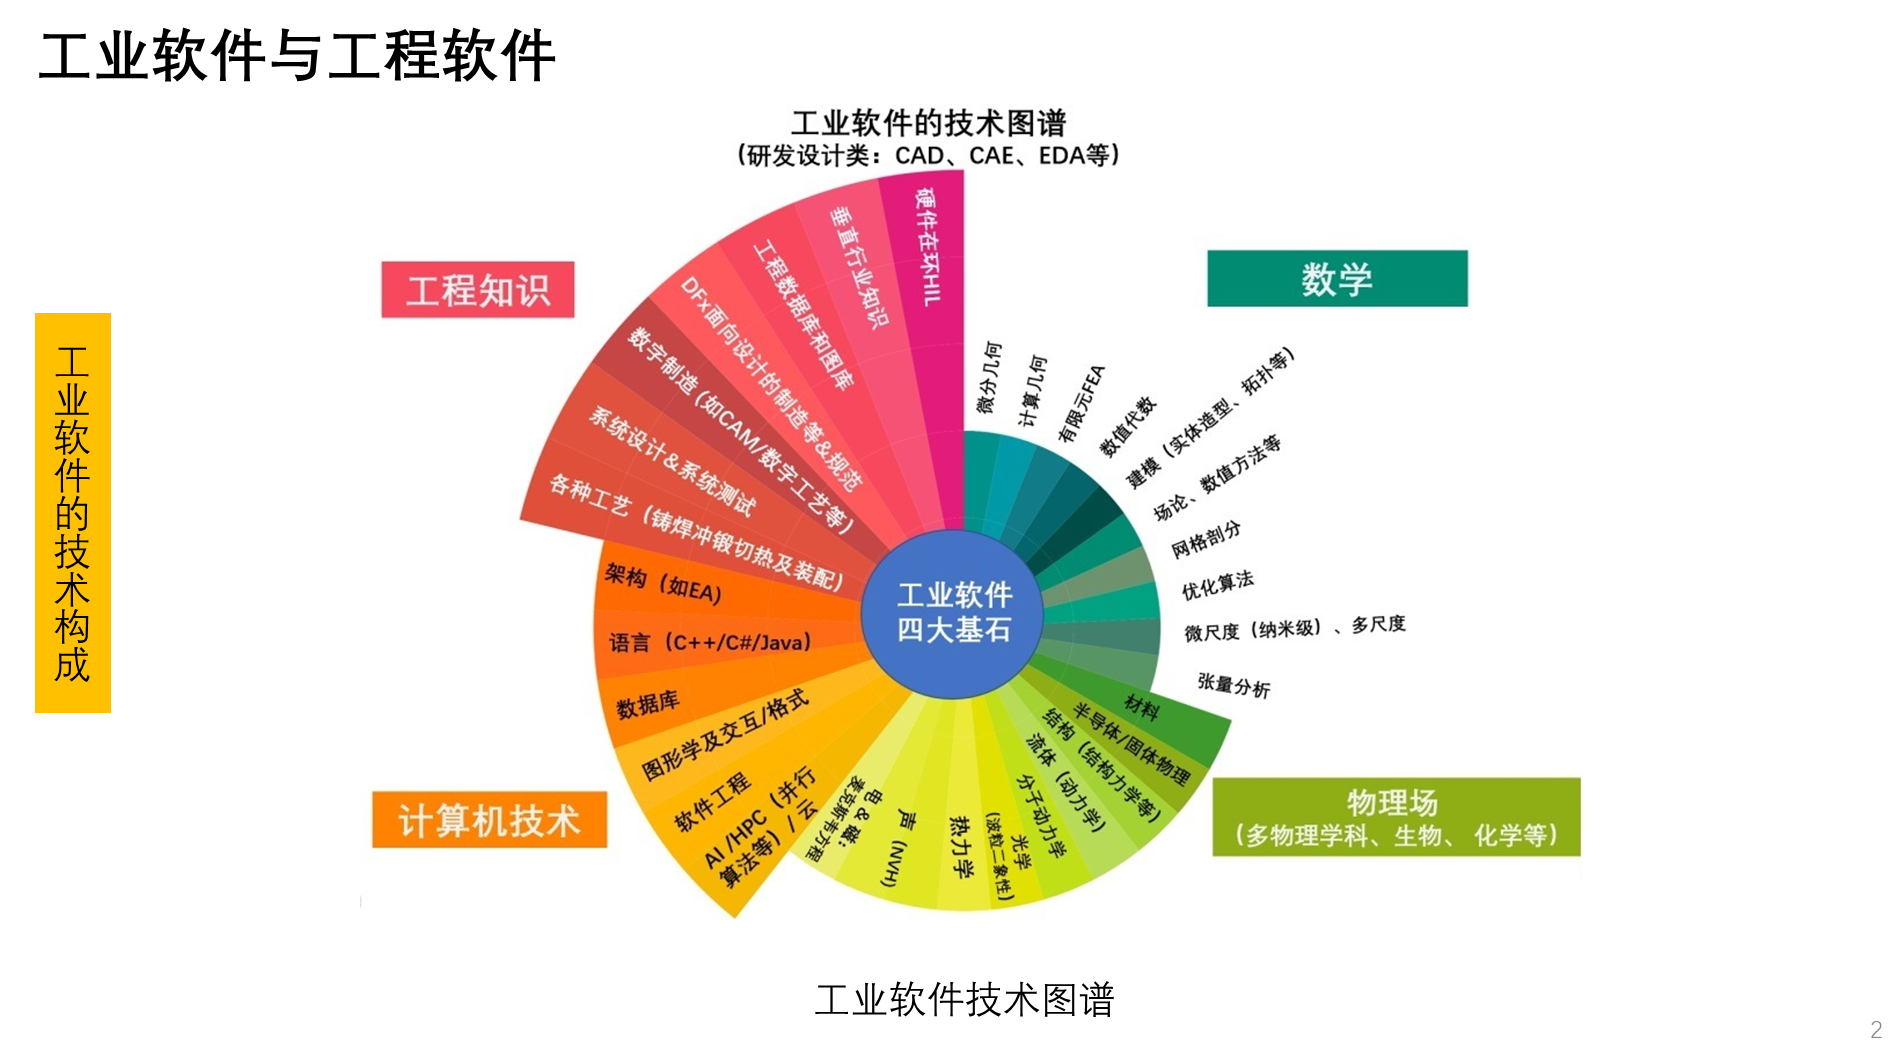 工业软件与工程软件
工业软件的技术图谱
（研发设计类：CAD、CAE、EDA等）
工业软件的技术构成
工程知识
硬件在环HIL
垂直行业知识
工程数据库和图库
DFx面向设计的制造等&规范
数字制造（如CAM/数字工艺等）
系统设计&系统测试
各种工艺（铸焊冲锻切热及装配）
数学
微分几何
计算几何
有限元FEA
数值代数
建模（实体造型、拓扑等）
场论、数值方法等
网格剖分
优化算法
微尺度（纳米级）、多尺度
张量分析
工业软件
四大基石
计算机技术
架构（如EA）
语言（C++/C#/Java）
数据库
图形学及交互/格式
软件工程
AI /HPC（并行
算法等）/ 云
物理场
（多物理学科、生物、 化学等）
材料
半导体/固体物理
结构（结构力学等）
流体（动力学）
分子动力学
光学
（波粒二象性）
热力学
声（NVH）
电 & 磁：
麦克斯韦方程
工业软件技术图谱
2